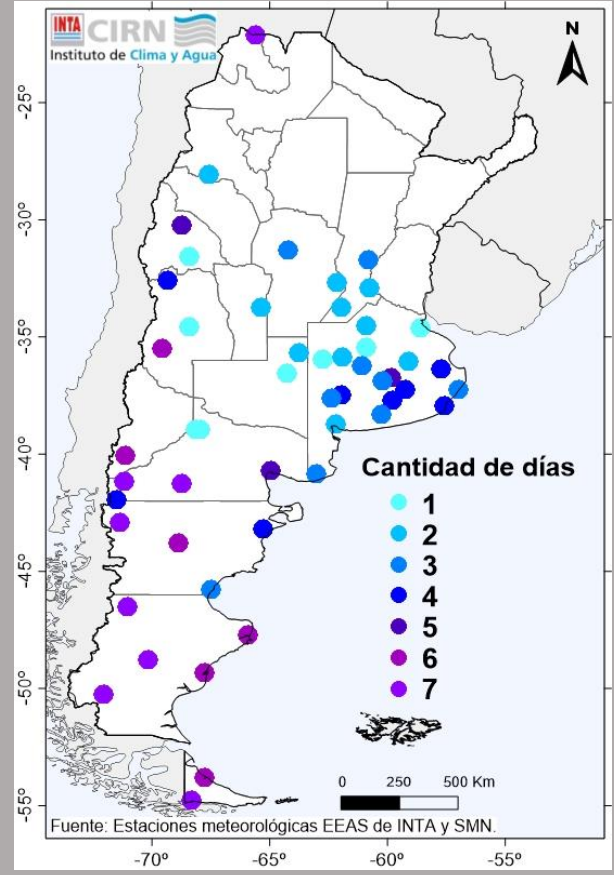 INTA CIRN
Instituto de Clima y Agua
N
-25°
-30°
-35°
-40°
-45°
-50°
-55°
Cantidad de días
1
2
3
4
5
6
7
0 250 500 Km
Fuente: Estaciones meteorológicas EEAS de INTA y SMN.
-70° -65° -60° -55°